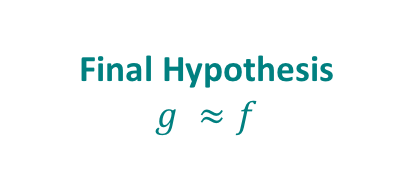 Final Hypothesis
g ≈ f